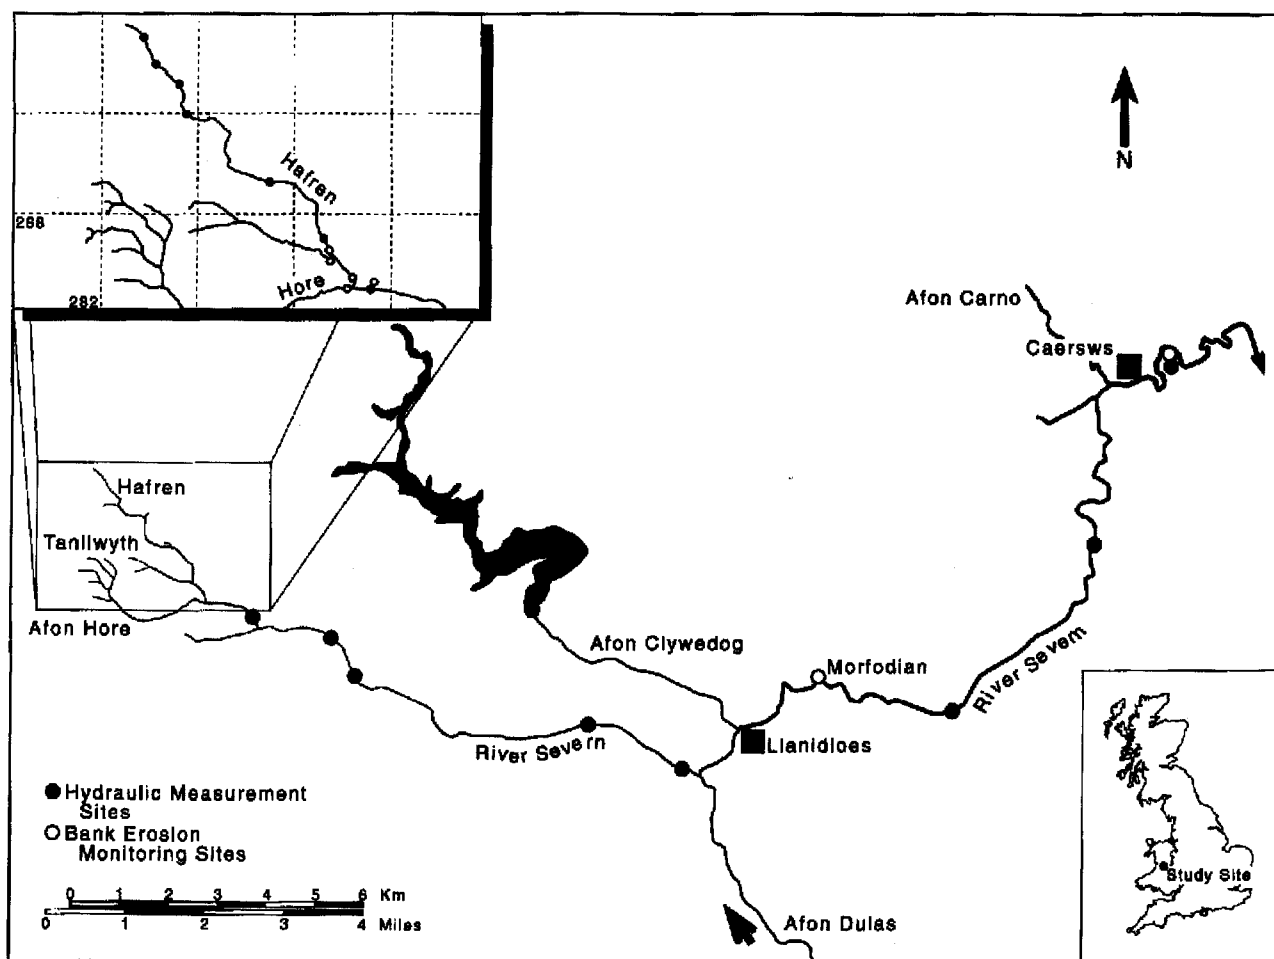 Hafren
268
Hore
282
N
Afon Carno
Caersws
Hafren
Tanllwyth
Afon Hore
Afon Clywedog
Morfodian
River Severn
River Severn
Llanidloes
Hydraulic Measurement
Sites
Bank Erosion
Monitoring Sites
0 1 2 3 4 5 6 Km
0 1 2 3 4 Miles
Afon Dulas
Study Site